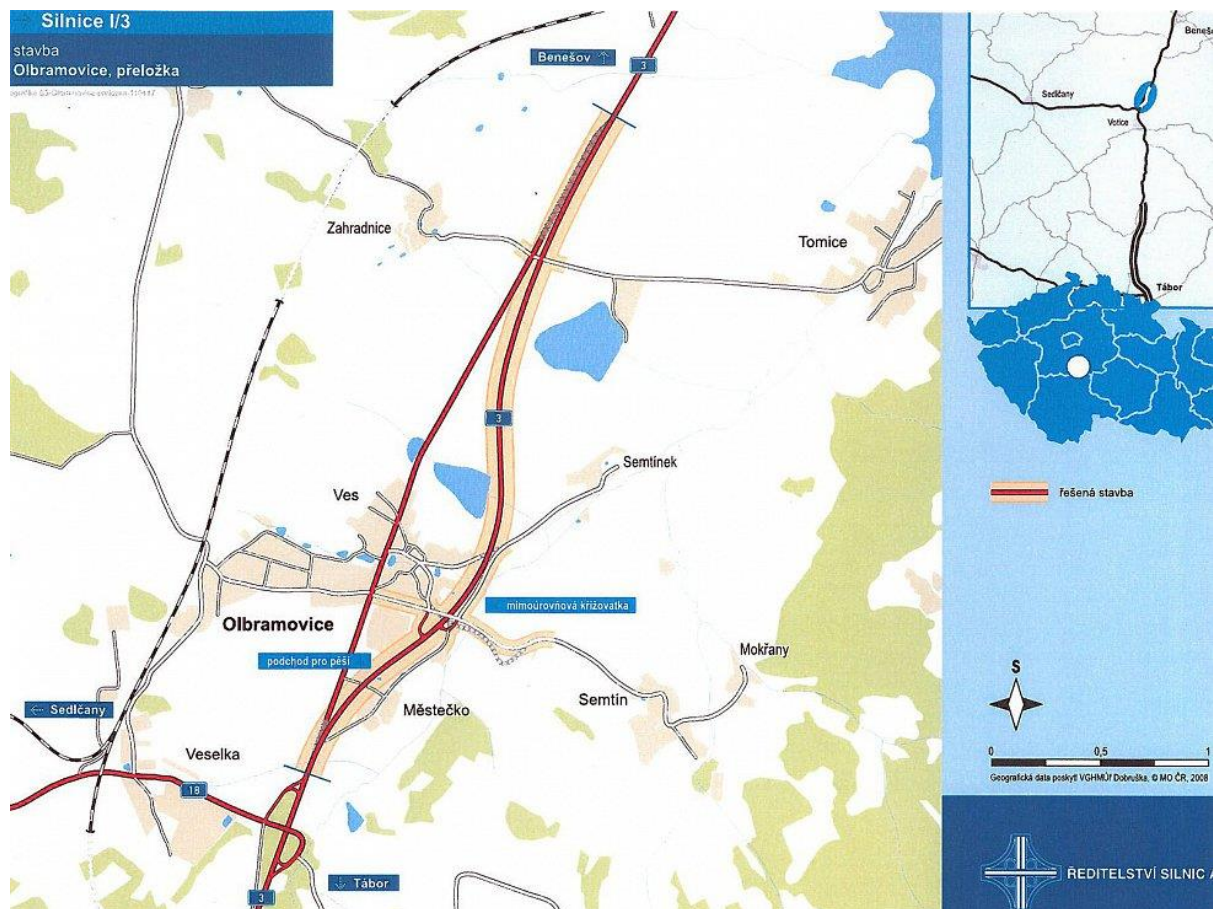 Silnice I/3
stavba
Olbramovice, přeložka
Benešov
3
Benešov
Sedlčany
Votice
Tábor
Zahradnice
Tomice
3
Semtínek
řešená stavba
Ves
mimoúrovňová křižovatka
Olbramovice
podchod pro pěší
Mokřany
S
Semtín
Městečko
Sedlčany
Veselka
0 0,5 1
Geografická data poskytl VGHMÚř Dobruška, © MO ČR, 2008
18
Tábor
3
ŘEDITELSTVÍ SILNIC A